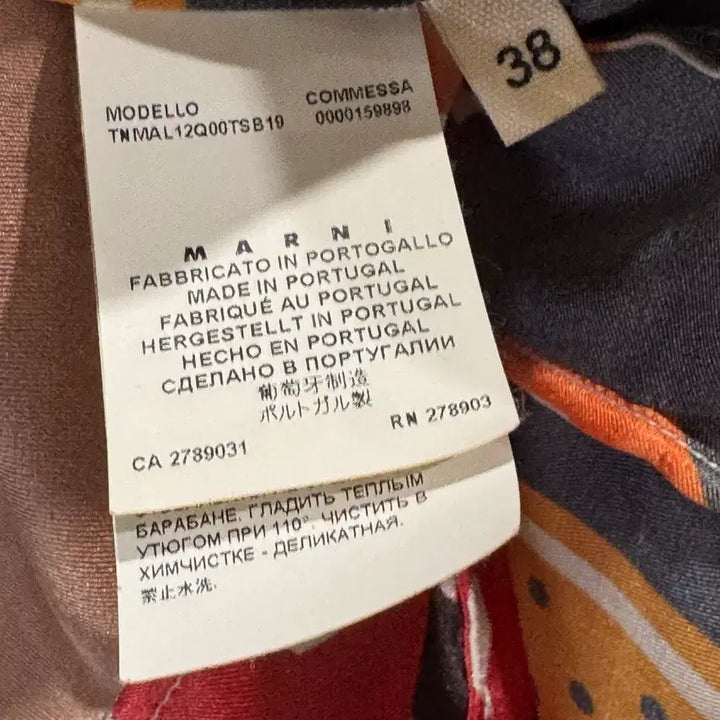 38
MODELLO
TNMAL12Q00TSB19
COMMESSA
0000159898
MARNI
FABBRICATO IN PORTOGALLO
MADE IN PORTUGAL
FABRIQUÉ AU PORTUGAL
HERGESTELLT IN PORTUGAL
HECHO EN PORTUGAL
СДЕЛАНО В ПОРТУГАЛИИ
葡萄牙制造
ポルトガル製
CA 2789031
RN 278903
БАРАБАНЕ. ГЛАДИТЬ ТЕПЛЫМ
УТЮГОМ ПРИ 110°. ЧИСТИТЬ В
ХИМЧИСТКЕ - ДЕЛИКАТНАЯ.
禁止水洗.